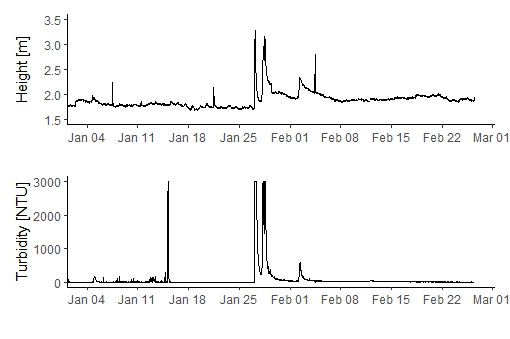 Height [m]
3.5
3.0
2.5
2.0
1.5
Jan 04 Jan 11 Jan 18 Jan 25 Feb 01 Feb 08 Feb 15 Feb 22 Mar 01
Turbidity [NTU]
3000
2000
1000
0
Jan 04 Jan 11 Jan 18 Jan 25 Feb 01 Feb 08 Feb 15 Feb 22 Mar 01